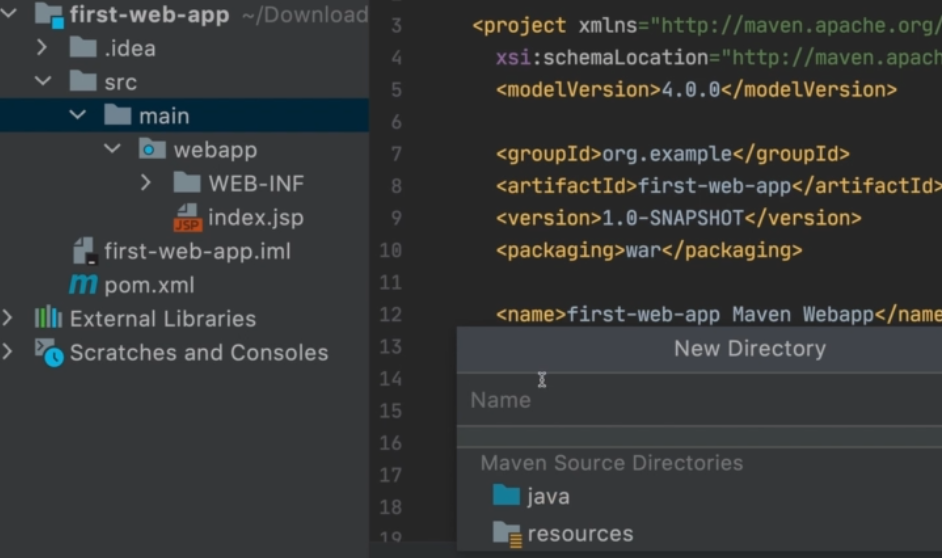 first-web-app ~/Download
.idea
src
main
webapp
WEB-INF
index.jsp
JSP
first-web-app.iml
m pom.xml
External Libraries
Scratches and Consoles
3 <project xmlns="http://maven.apache.org/
4 xsi:schemaLocation="http://maven.apach
5 <modelVersion>4.0.0</modelVersion>
6
7 <groupId>org.example</groupId>
8 <artifactId>first-web-app</artifactId>
9 <version>1.0-SNAPSHOT</version>
10 <packaging>war</packaging>
11
12 <name>first-web-app Maven Webapp</name
13
14
15
16
17
18
19
New Directory
Name
Maven Source Directories
java
resources